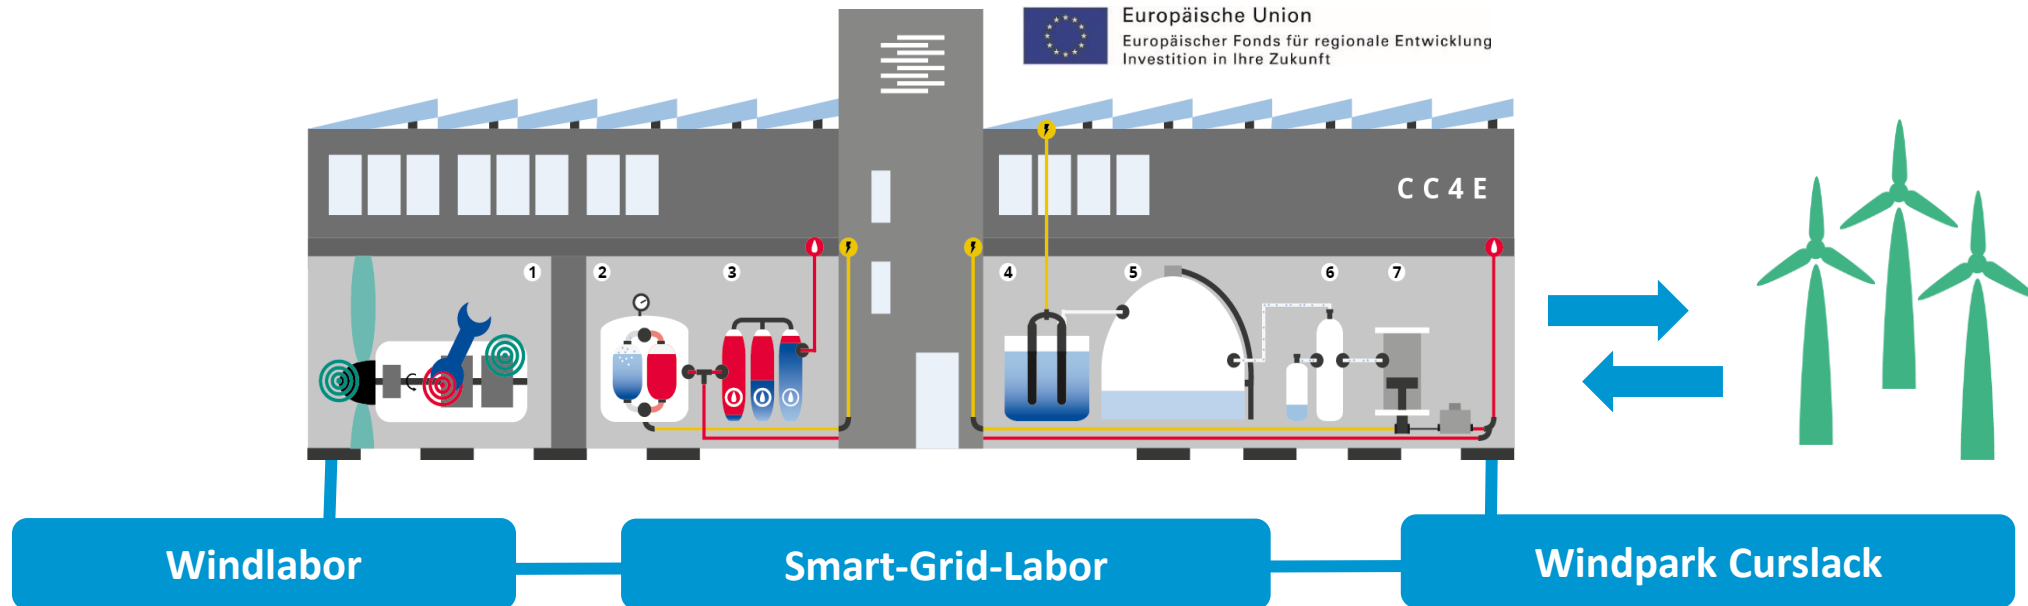 Europäische Union
Europäischer Fonds für regionale Entwicklung
Investition in Ihre Zukunft
CC4E
1
2
3
4
5
6
7
Windlabor
Smart-Grid-Labor
Windpark Curslack